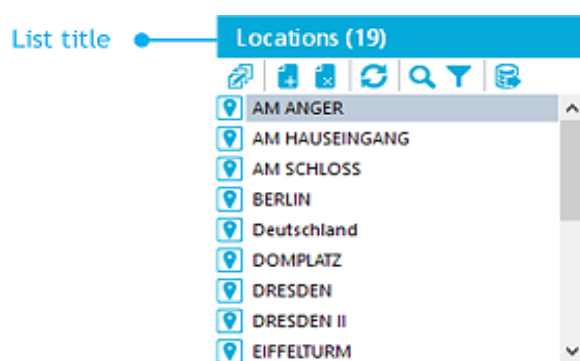 List title
Locations (19)
AM ANGER
AM HAUSEINGANG
AM SCHLOSS
BERLIN
Deutschland
DOMPLATZ
DRESDEN
DRESDEN II
EIFFELTURM